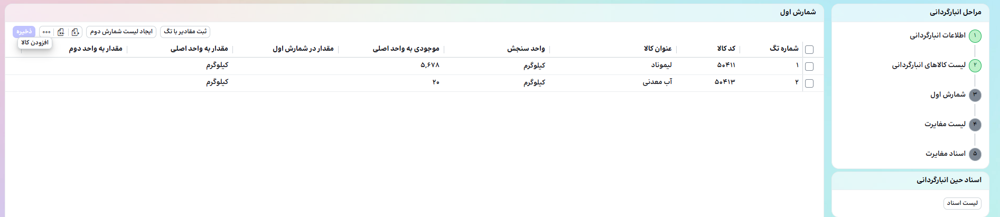 مراحل انبارگردانی
۱ اطلاعات انبارگردانی
۲ لیست کالاهای انبارگردانی
۳ شمارش اول
۴ لیست مغایرت
۵ اسناد مغایرت
اسناد حین انبارگردانی
لیست اسناد
شمارش اول
ثبت مقادیر با تگ ایجاد لیست شمارش دوم ذخیره
افزودن کالا
شماره تگ کد کالا عنوان کالا واحد سنجش موجودی به واحد اصلی مقدار در شمارش اول مقدار به واحد اصلی مقدار به واحد دوم
۱ ۵۰۴۱۱ لیموناد کیلوگرم ۵,۶۷۸ کیلوگرم
۲ ۵۰۴۱۳ آب معدنی کیلوگرم ۲۰ کیلوگرم